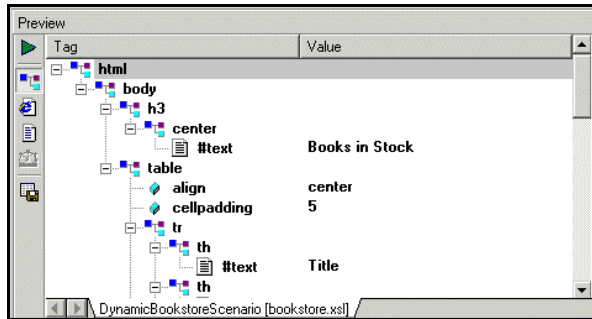 Preview
Tag Value
html
body
h3
center
#text Books in Stock
table
align center
cellpadding 5
tr
th
#text Title
th
DynamicBookstoreScenario [bookstore.xsl]